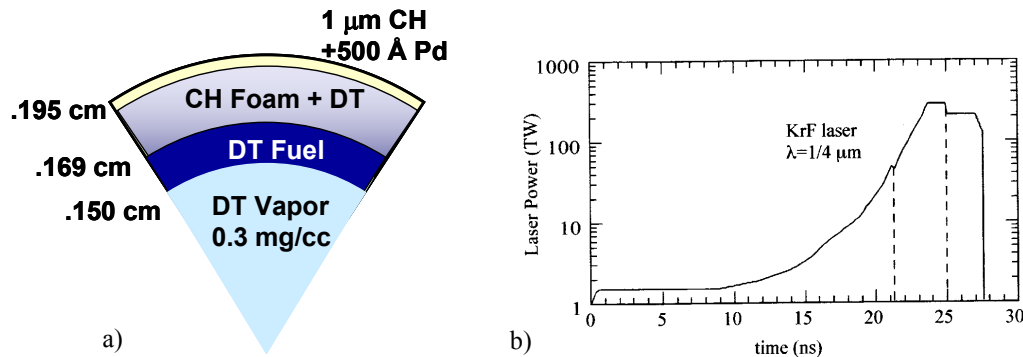 1 μm CH
+500 Å Pd
CH Foam + DT
.195 cm
DT Fuel
.169 cm
.150 cm
DT Vapor
0.3 mg/cc
a)
1000
100
10
1
Laser Power (TW)
KrF laser
λ=1/4 μm
0 5 10 15 20 25 30
time (ns)
b)